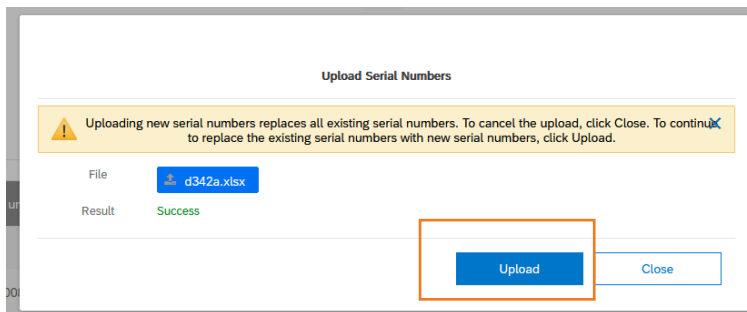 Upload Serial Numbers
Uploading new serial numbers replaces all existing serial numbers. To cancel the upload, click Close. To continue
to replace the existing serial numbers with new serial numbers, click Upload.
File
d342a.xlsx
Result
Success
Upload
Close